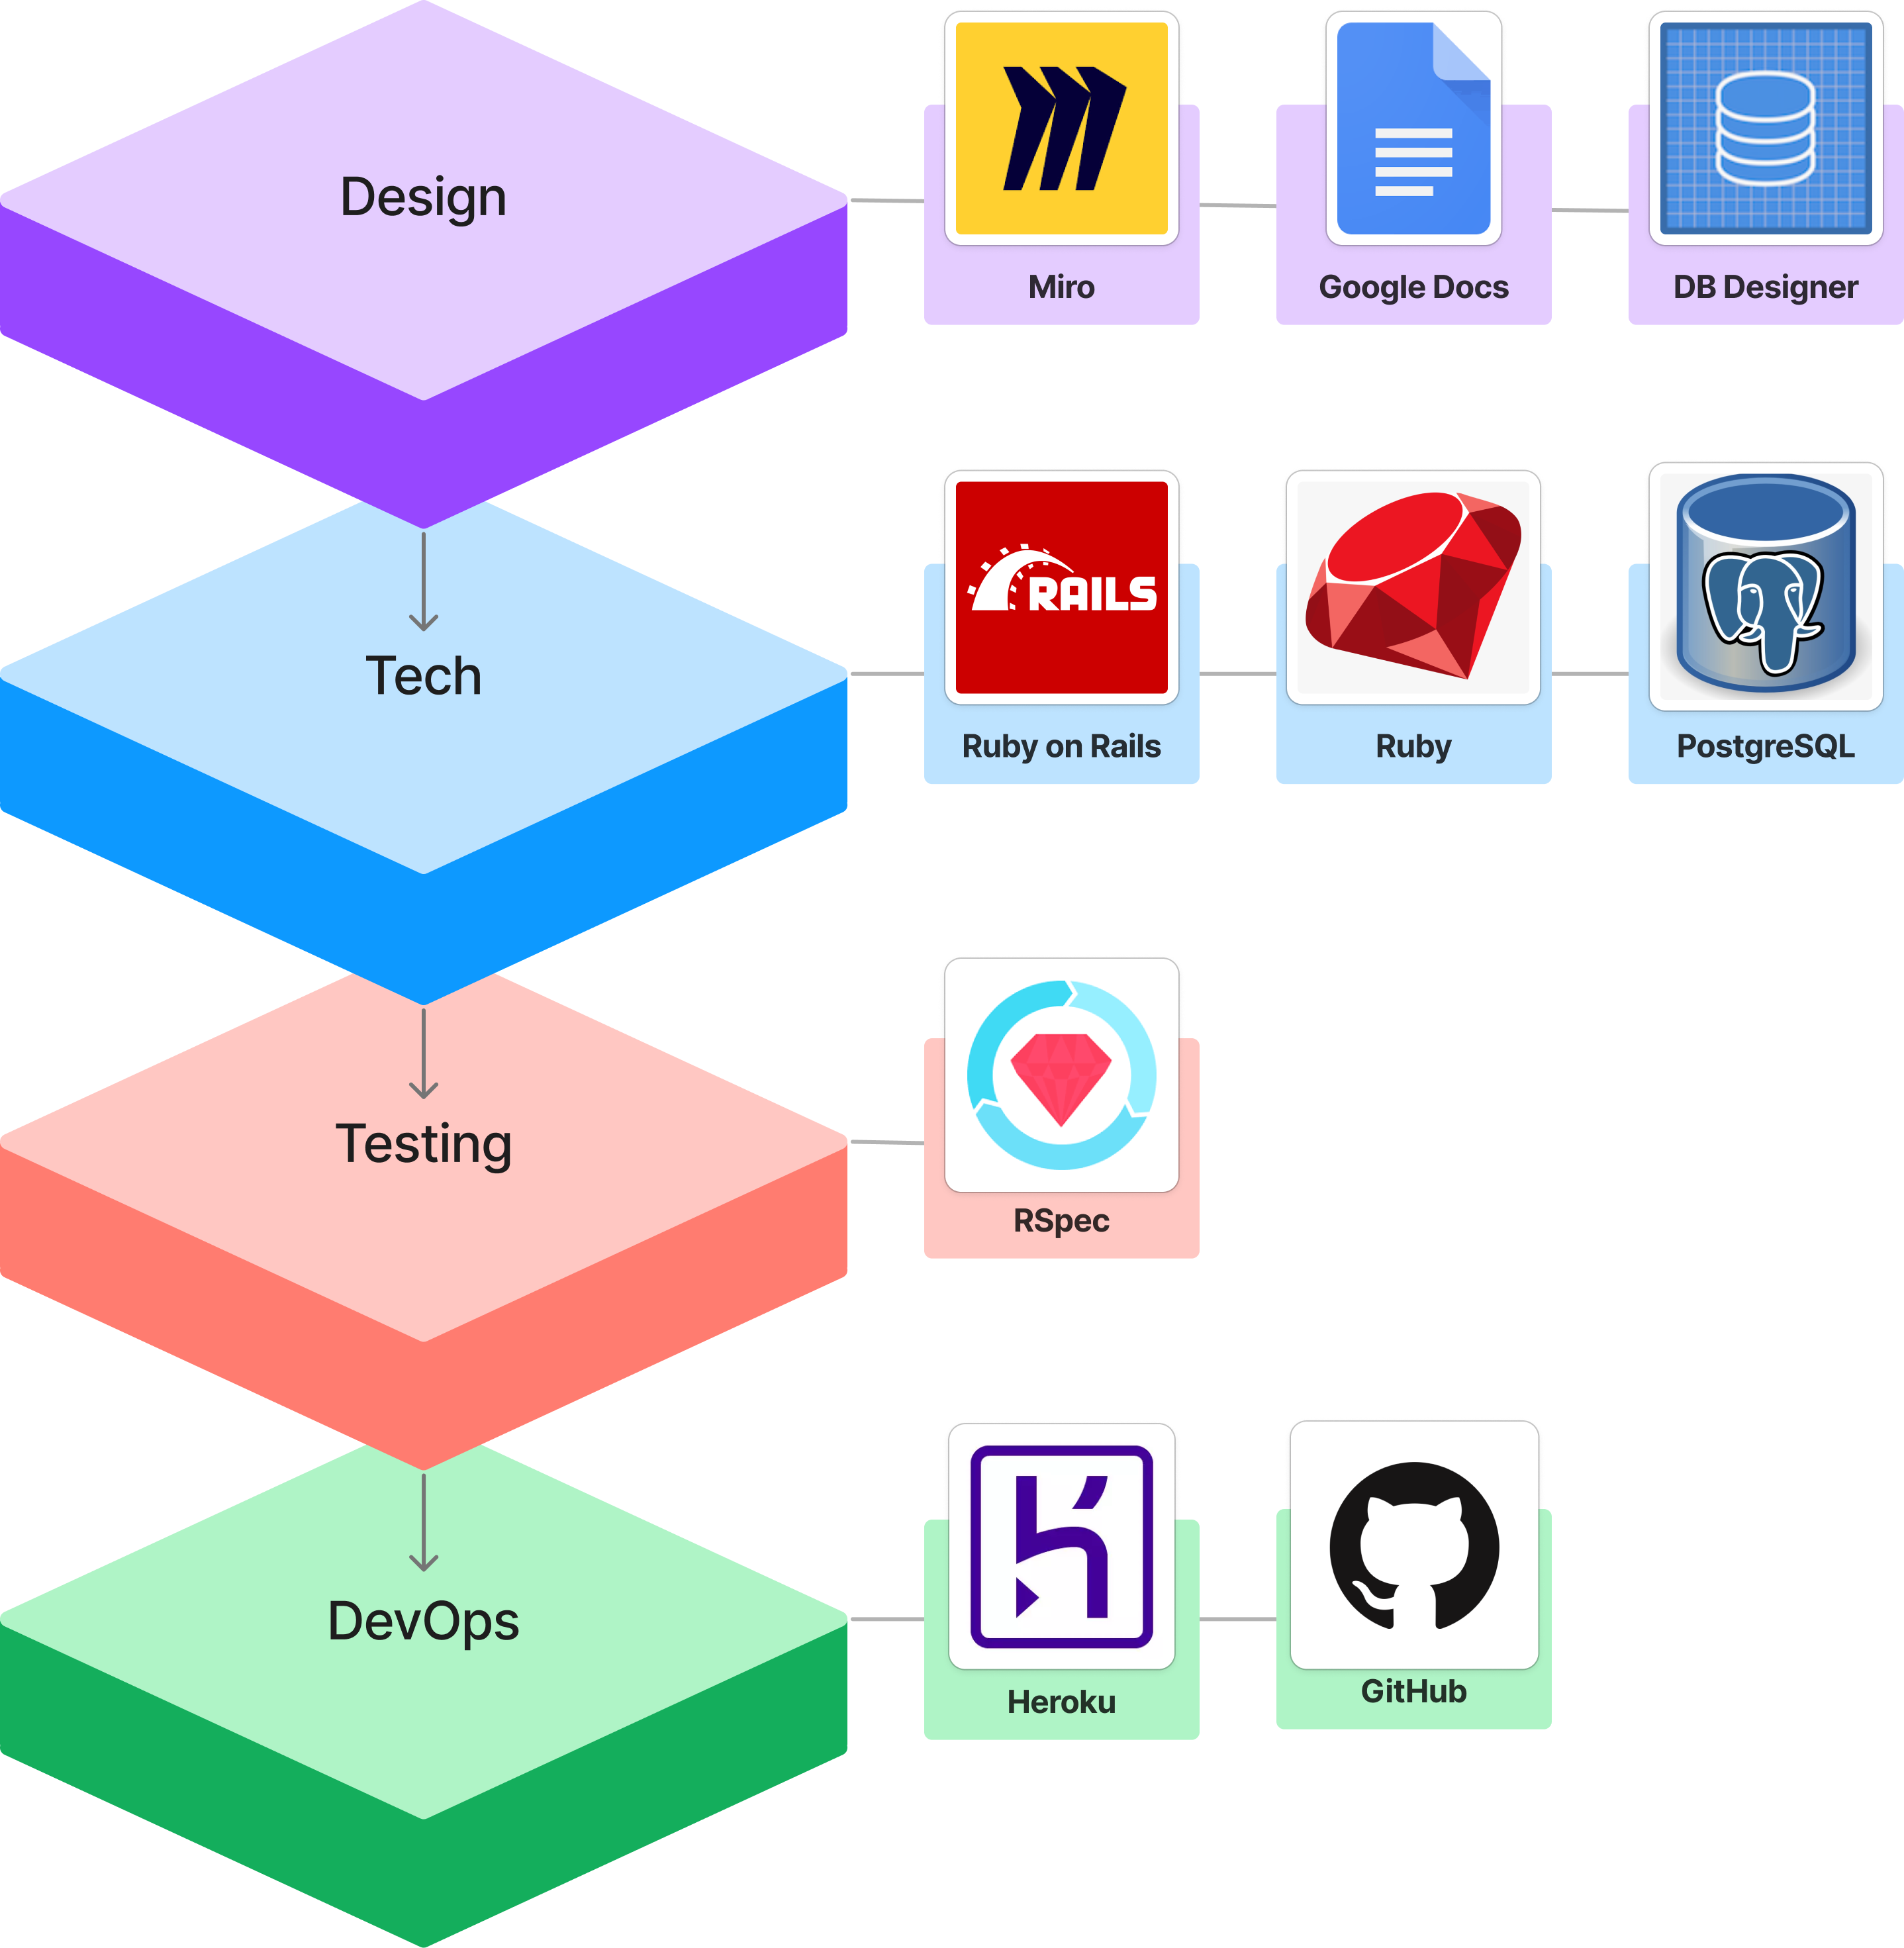 Design
Miro
Google Docs
DB Designer
Tech
RAILS
Ruby on Rails
Ruby
PostgreSQL
Testing
RSpec
DevOps
Heroku
GitHub